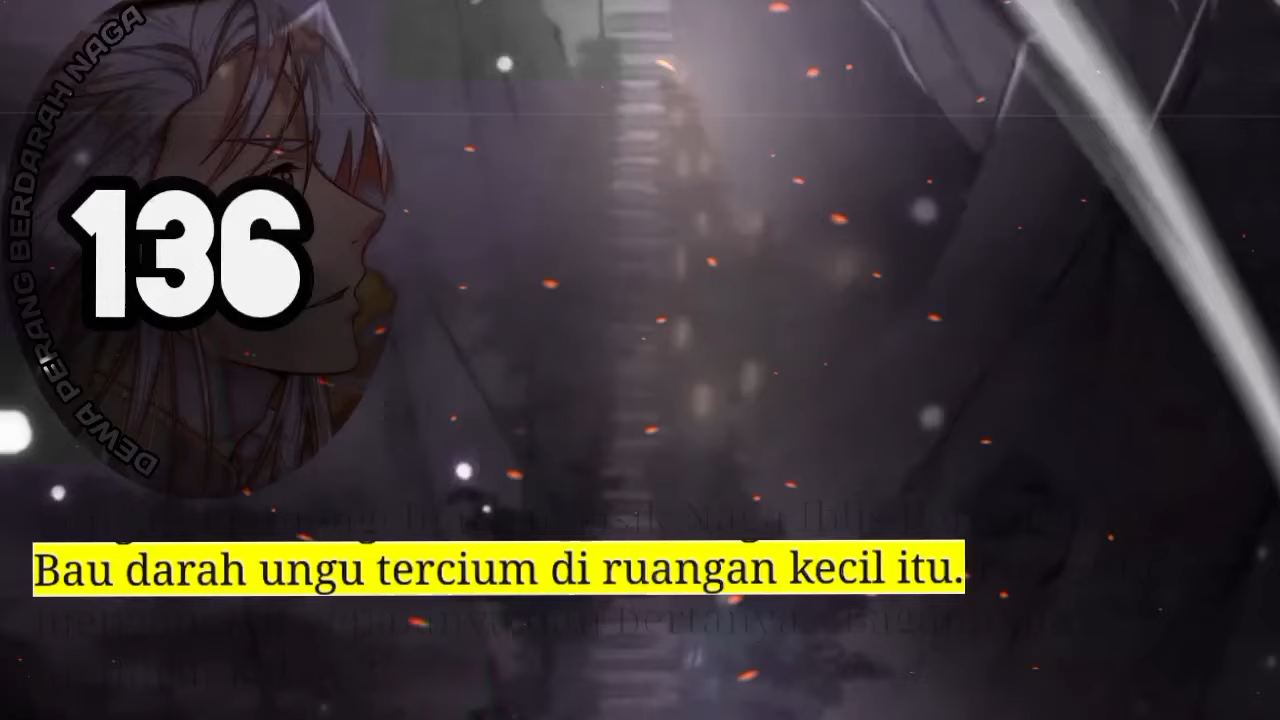 DEWA PERANG BERDARAH NAGA
136
Bau darah ungu tercium di ruangan kecil itu.